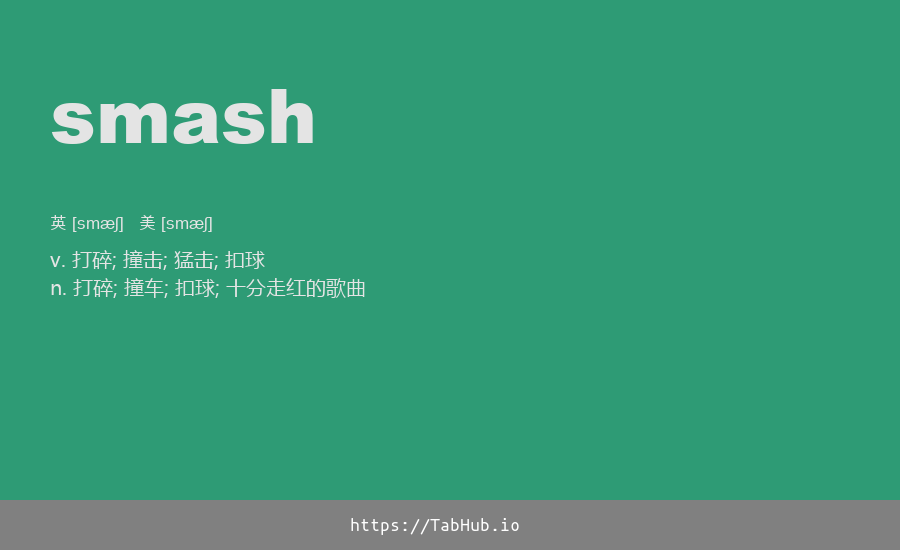 smash
英 [smæʃ] 美 [smæʃ]
v. 打碎; 撞击; 猛击; 扣球
n. 打碎; 撞车; 扣球; 十分走红的歌曲
https://TabHub.io